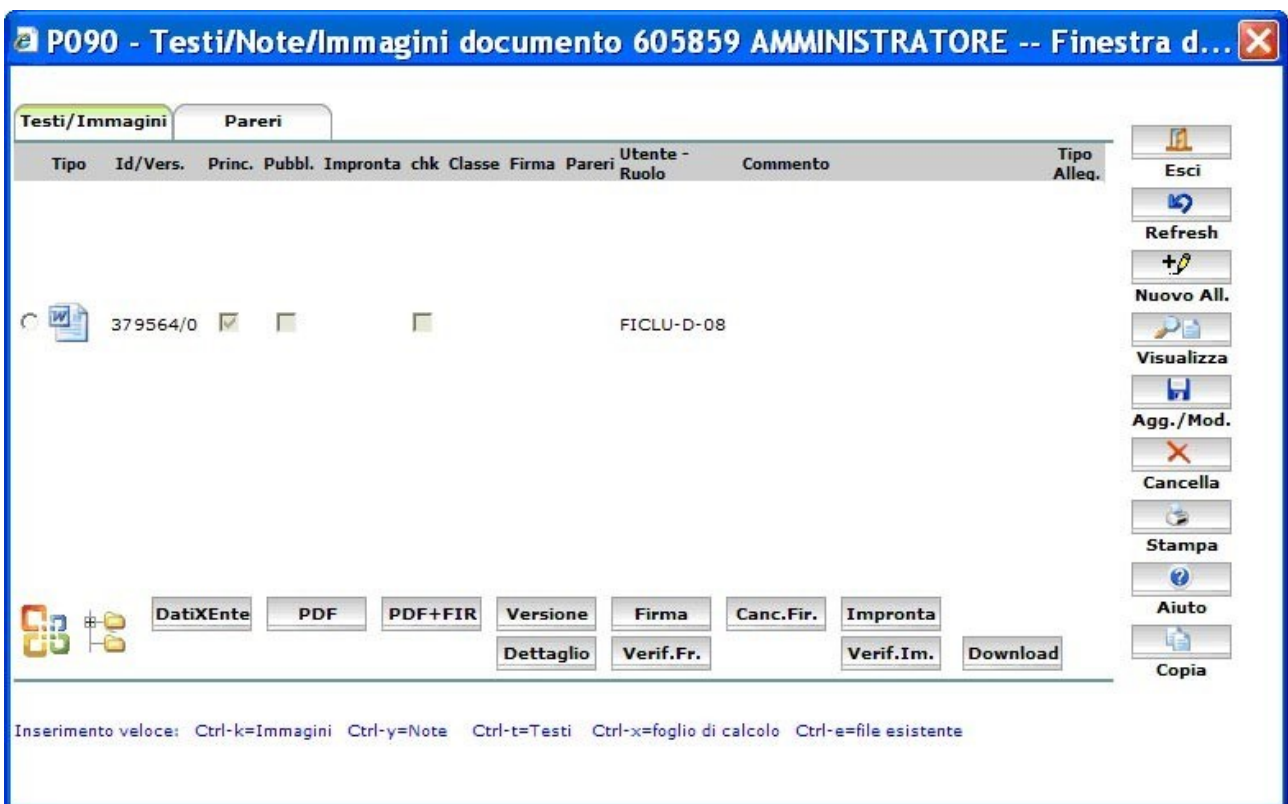 P090 - Testi/Note/Immagini documento 605859 AMMINISTRATORE -- Finestra d...
Testi/Immagini Pareri
Tipo Id/Vers. Princ. Pubbl. Impronta chk Classe Firma Pareri Utente - Ruolo Commento Tipo Alleg.
379564/0 FICLU-D-08
Esci
Refresh
Nuovo All.
Visualizza
Agg./Mod.
Cancella
Stampa
Aiuto
Copia
DatiXEnte PDF PDF+FIR Versione Firma Canc.Fir. Impronta
Dettaglio Verif.Fr. Verif.Im. Download
Inserimento veloce: Ctrl-k=Immagini Ctrl-y=Note Ctrl-t=Testi Ctrl-x=foglio di calcolo Ctrl-e=file esistente